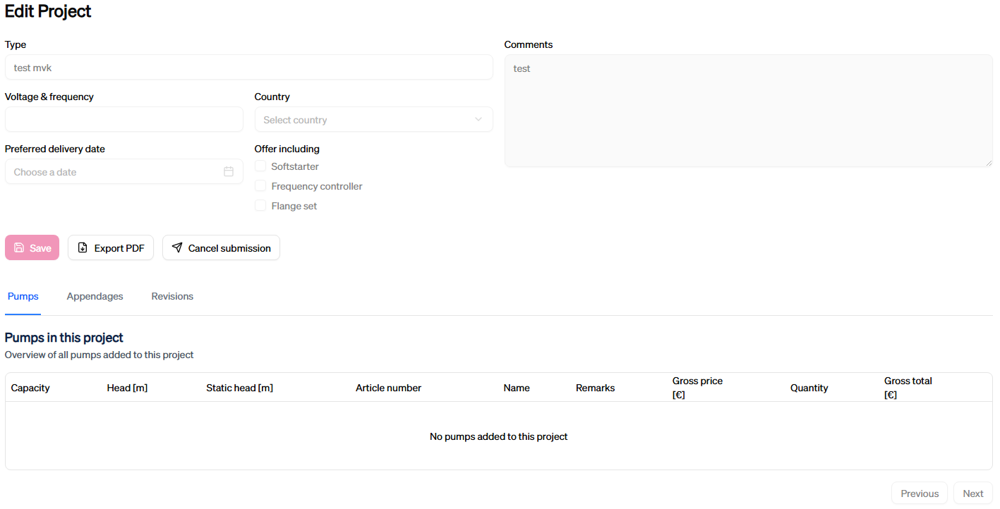 Edit Project
Type
Comments
test mvk
test
Voltage & frequency
Country
Select country
Preferred delivery date
Offer including
Choose a date
Softstarter
Frequency controller
Flange set
Save
Export PDF
Cancel submission
Pumps
Appendages
Revisions
Pumps in this project
Overview of all pumps added to this project
Capacity
Head [m]
Static head [m]
Article number
Name
Remarks
Gross price
[€]
Quantity
Gross total
[€]
No pumps added to this project
Previous
Next